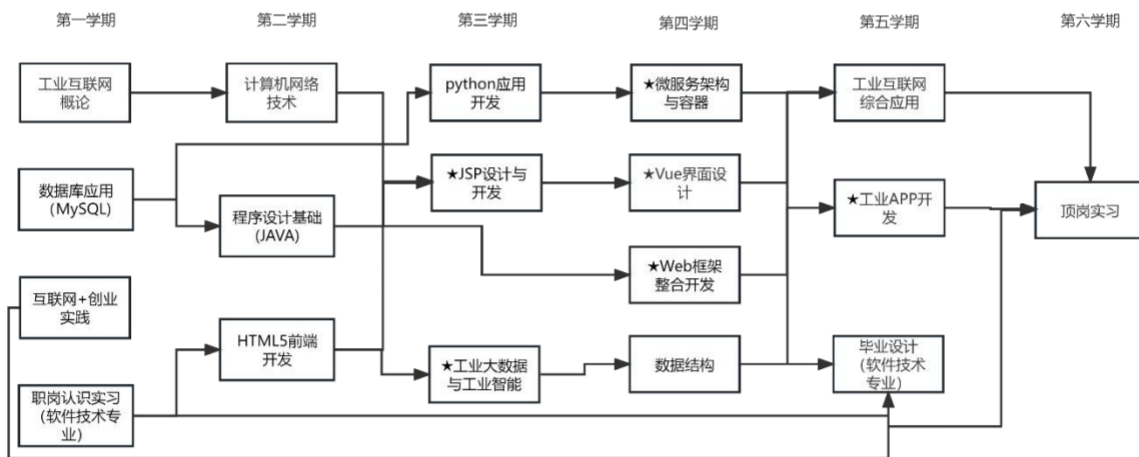 第一学期
第二学期
第三学期
第四学期
第五学期
第六学期
工业互联网
概论
计算机网络
技术
python应用
开发
★微服务架构
与容器
工业互联网
综合应用
数据库应用
（MySQL）
程序设计基础
(JAVA)
★JSP设计与
开发
★Vue界面设
计
★工业APP开
发
顶岗实习
互联网+创业
实践
★Web框架
整合开发
HTML5前端
开发
★工业大数据
与工业智能
数据结构
毕业设计
（软件技术
专业）
职岗认识实习
（软件技术专
业）